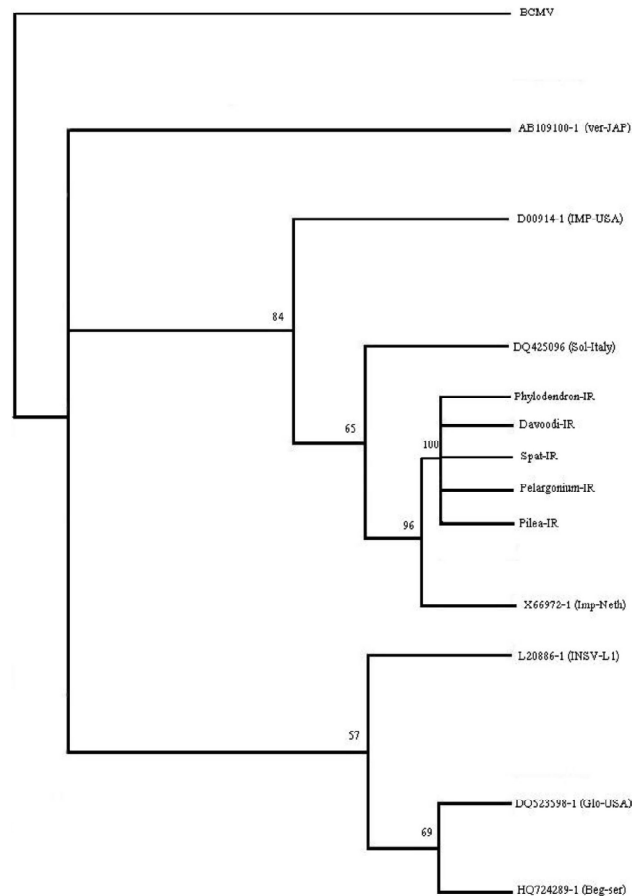 BCMV
AB109100-1 (ver-JAP)
D00914-1 (IMP-USA)
84
DQ425096 (Sol-Italy)
Phylodendron-IR
65
Davoodi-IR
100
Spat-IR
Pelargonium-IR
96
Pilea-IR
X66972-1 (Imp-Neth)
L20886-1 (INSV-L1)
57
DQ523598-1 (Glo-USA)
69
HQ724289-1 (Beg-ser)